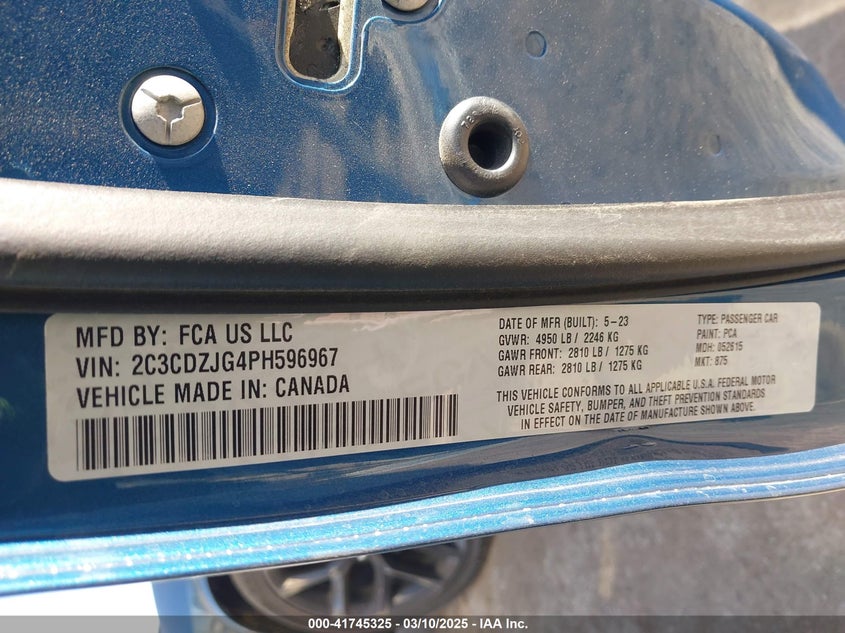 MFD BY: FCA US LLC
VIN: 2C3CDZJG4PH596967
VEHICLE MADE IN: CANADA
DATE OF MFR (BUILT): 5-23
GVWR: 4950 LB / 2246 KG
GAWR FRONT: 2810 LB / 1275 KG
GAWR REAR: 2810 LB / 1275 KG
TYPE: PASSENGER CAR
PAINT: PCA
MDH: 052615
MKT: 875
THIS VEHICLE CONFORMS TO ALL APPLICABLE U.S.A. FEDERAL MOTOR
VEHICLE SAFETY, BUMPER, AND THEFT PREVENTION STANDARDS
IN EFFECT ON THE DATE OF MANUFACTURE SHOWN ABOVE.
000-41745325 — 03/10/2025 — IAA Inc.